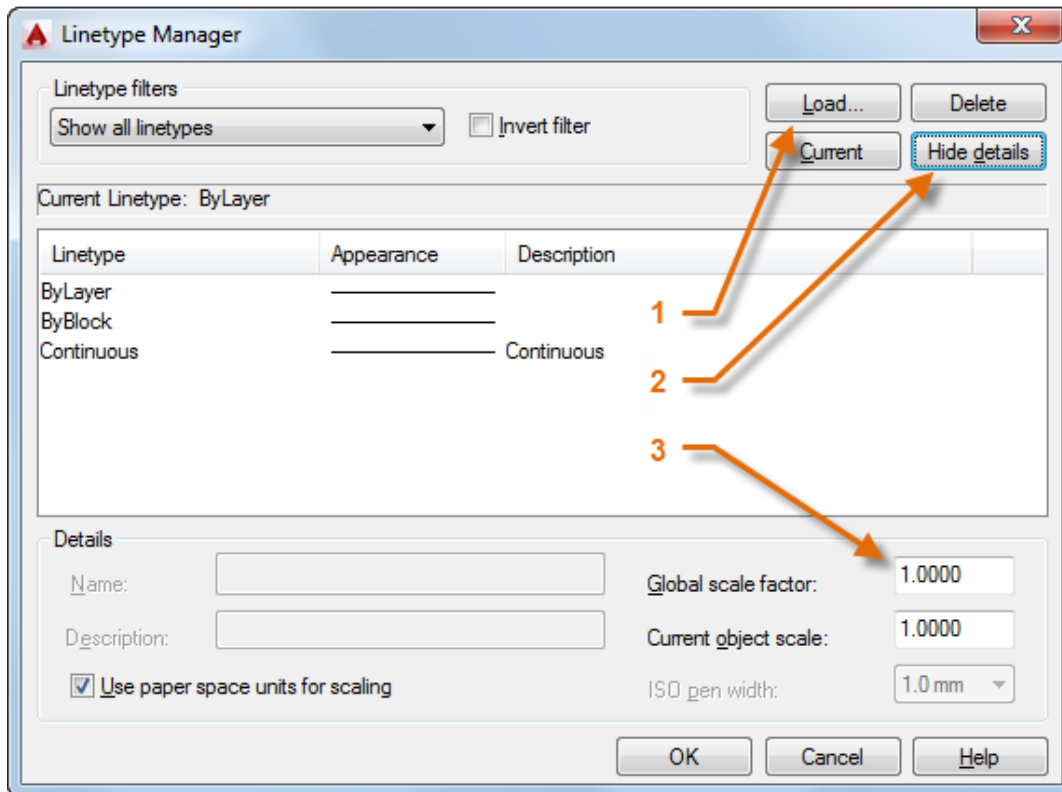 Linetype Manager
Linetype filters
Show all linetypes
Invert filter
Load...
Delete
Current
Hide details
Current Linetype: ByLayer
Linetype Appearance Description
ByLayer
ByBlock
Continuous Continuous
1
2
3
Details
Name:
Description:
Use paper space units for scaling
Global scale factor: 1.0000
Current object scale: 1.0000
ISO pen width: 1.0 mm
OK Cancel Help